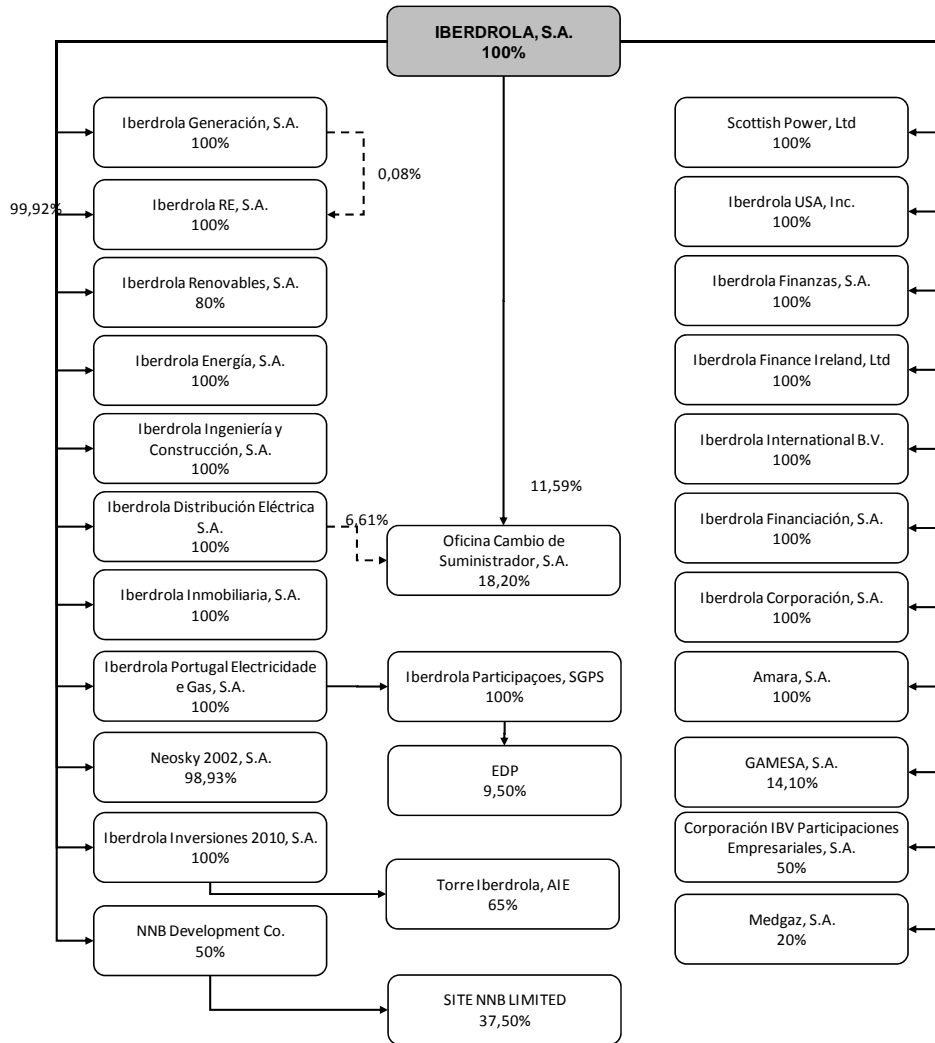 IBERDROLA, S.A.
100%
Iberdrola Generación, S.A.
100%
0,08%
99,92%
Iberdrola RE, S.A.
100%
Iberdrola Renovables, S.A.
80%
Iberdrola Energía, S.A.
100%
Iberdrola Ingeniería y
Construcción, S.A.
100%
Iberdrola Distribución Eléctrica
S.A.
100%
6,61%
11,59%
Oficina Cambio de
Suministrador, S.A.
18,20%
Iberdrola Inmobiliaria, S.A.
100%
Iberdrola Portugal Electricidade
e Gas, S.A.
100%
Iberdrola Participaçoes, SGPS
100%
EDP
9,50%
Neosky 2002, S.A.
98,93%
Iberdrola Inversiones 2010, S.A.
100%
Torre Iberdrola, AIE
65%
NNB Development Co.
50%
SITE NNB LIMITED
37,50%
Scottish Power, Ltd
100%
Iberdrola USA, Inc.
100%
Iberdrola Finanzas, S.A.
100%
Iberdrola Finance Ireland, Ltd
100%
Iberdrola International B.V.
100%
Iberdrola Financiación, S.A.
100%
Iberdrola Corporación, S.A.
100%
Amara, S.A.
100%
GAMESA, S.A.
14,10%
Corporación IBV Participaciones
Empresariales, S.A.
50%
Medgaz, S.A.
20%